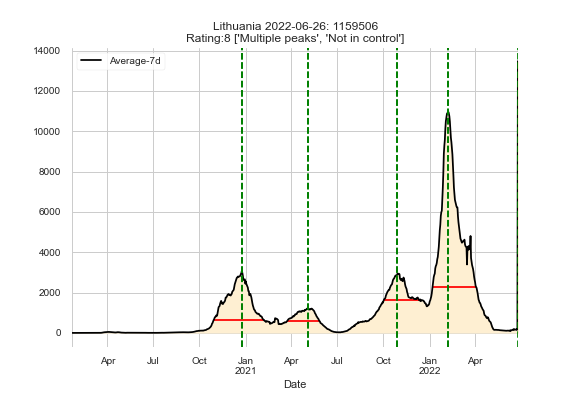 Lithuania 2022-06-26: 1159506
Rating:8 ['Multiple peaks', 'Not in control']
14000
Average-7d
12000
10000
8000
6000
4000
2000
0
Apr Jul Oct Jan Apr Jul Oct Jan Apr
2021 2022
Date